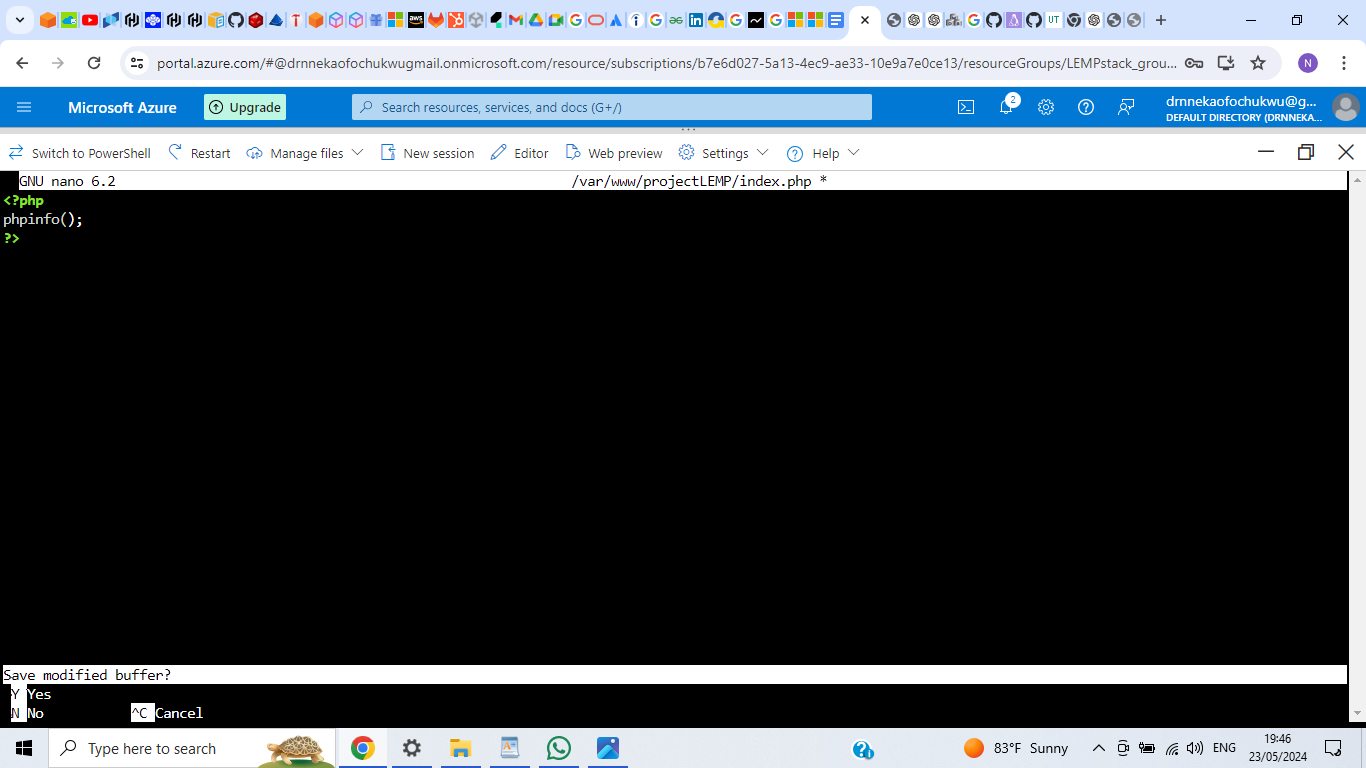 portal.azure.com/#@drnnekaofochukwugmail.onmicrosoft.com/resource/subscriptions/b7e6d027-5a13-4ec9-ae33-10e9a7e0ce13/resourceGroups/LEMPstack_grou...
N
Microsoft Azure
Upgrade
Search resources, services, and docs (G+/)
2
drnnekaofochukwu@g...
DEFAULT DIRECTORY (DRNNEKA...
Switch to PowerShell Restart Manage files New session Editor Web preview Settings Help
GNU nano 6.2 /var/www/projectLEMP/index.php *
<?php
phpinfo();
?>
Save modified buffer?
Y Yes
N No ^C Cancel
Type here to search
83°F Sunny
ENG
19:46
23/05/2024